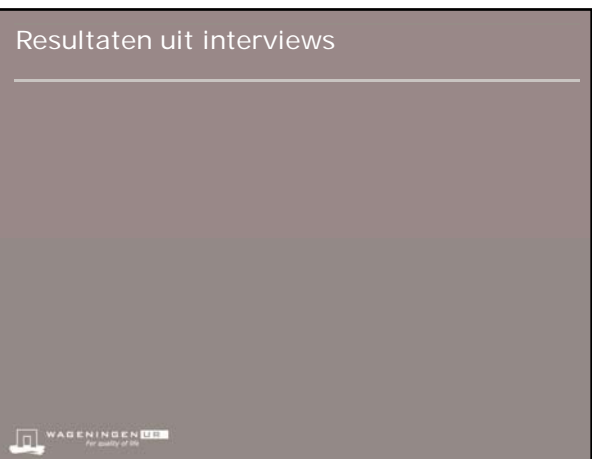 Resultaten uit interviews
WAGENINGEN UR
For quality of life